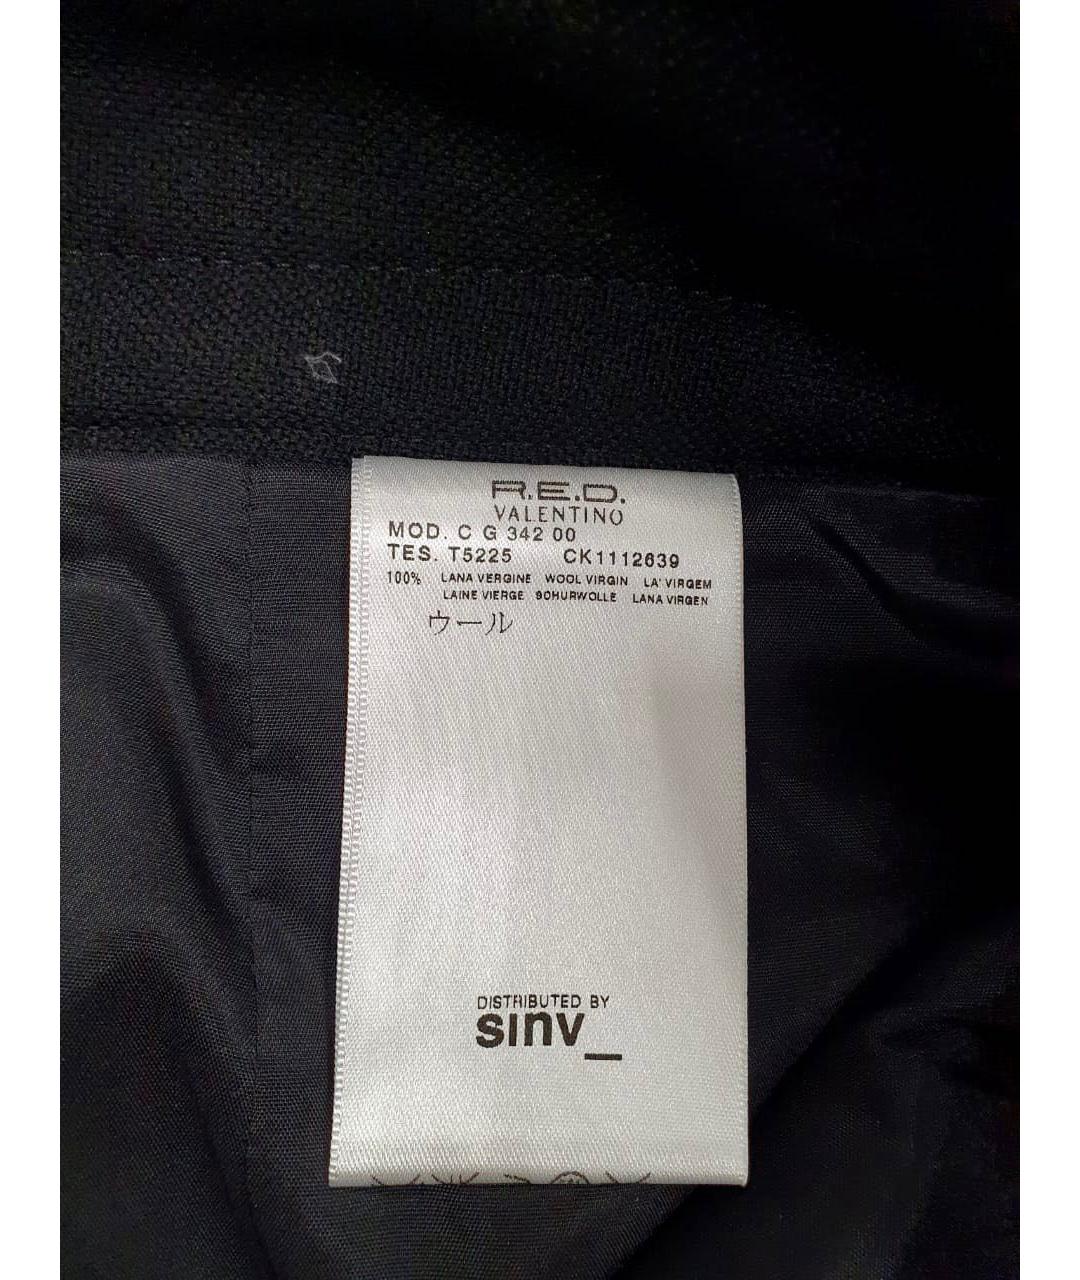 R.E.D.
VALENTINO
MOD. C G 342 00
TES. T5225 CK1112639
100% LANA VERGINE WOOL VIRGIN LA' VIRGEM
LAINE VIERGE SCHURWOLLE LANA VIRGEN
ウール
DISTRIBUTED BY
sinv_